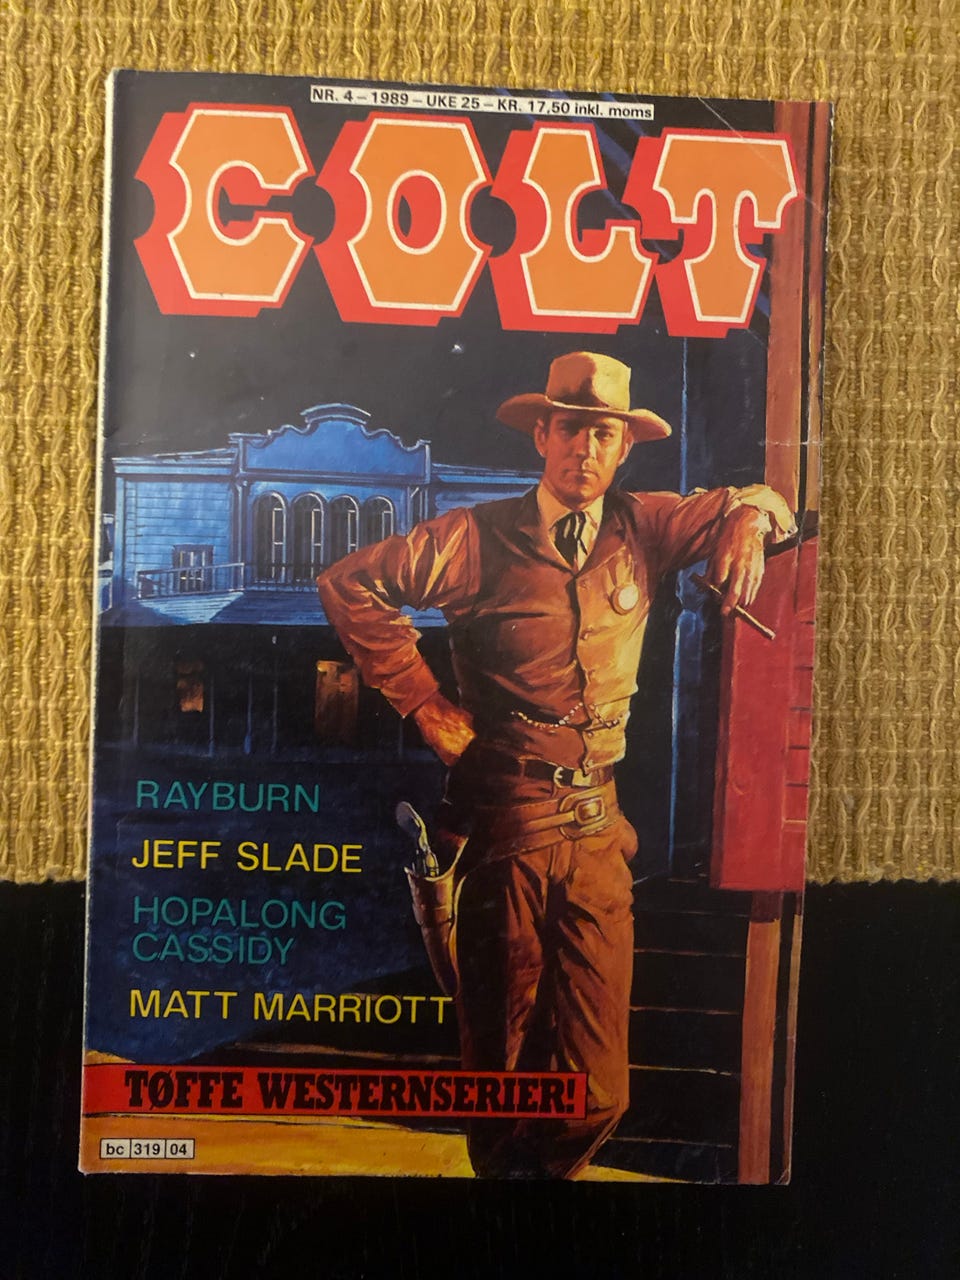 NR. 4 – 1989 – UKE 25 – KR. 17,50 inkl. moms
COLT
RAYBURN
JEFF SLADE
HOPALONG
CASSIDY
MATT MARRIOTT
TØFFE WESTERNSERIER!
bc 319 04